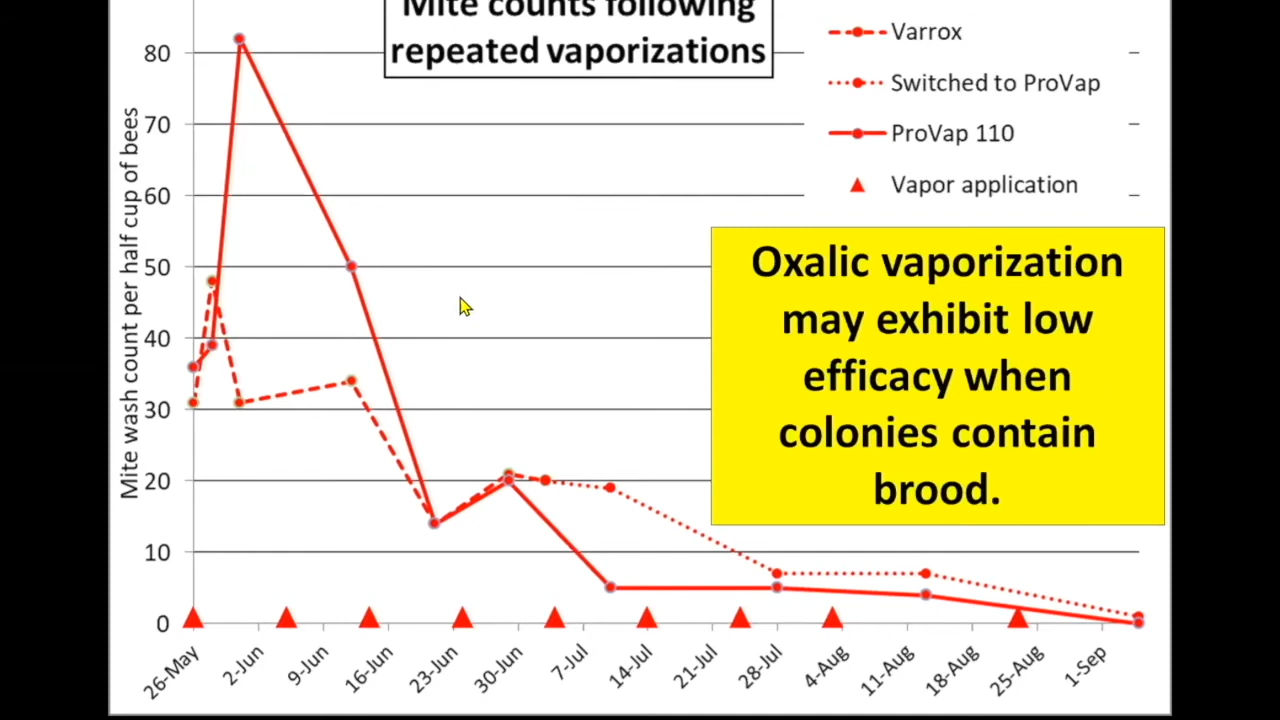 Mite counts following
repeated vaporizations
Varrox
Switched to ProVap
ProVap 110
Vapor application
Oxalic vaporization
may exhibit low
efficacy when
colonies contain
brood.
Mite wash count per half cup of bees
80
70
60
50
40
30
20
10
0
26-May
2-Jun
9-Jun
16-Jun
23-Jun
30-Jun
7-Jul
14-Jul
21-Jul
28-Jul
4-Aug
11-Aug
18-Aug
25-Aug
1-Sep